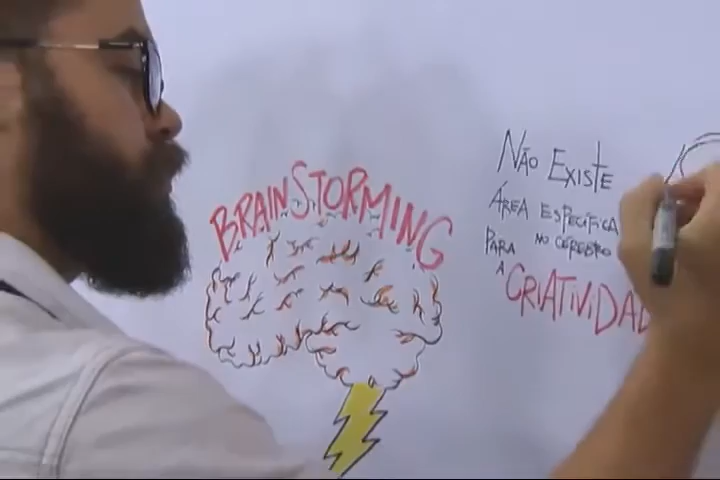 BRAINSTORMING
NÃO EXISTE
ÁREA ESPECÍFICA
PARA NO CÉREBRO
A CRIATIVIDAD